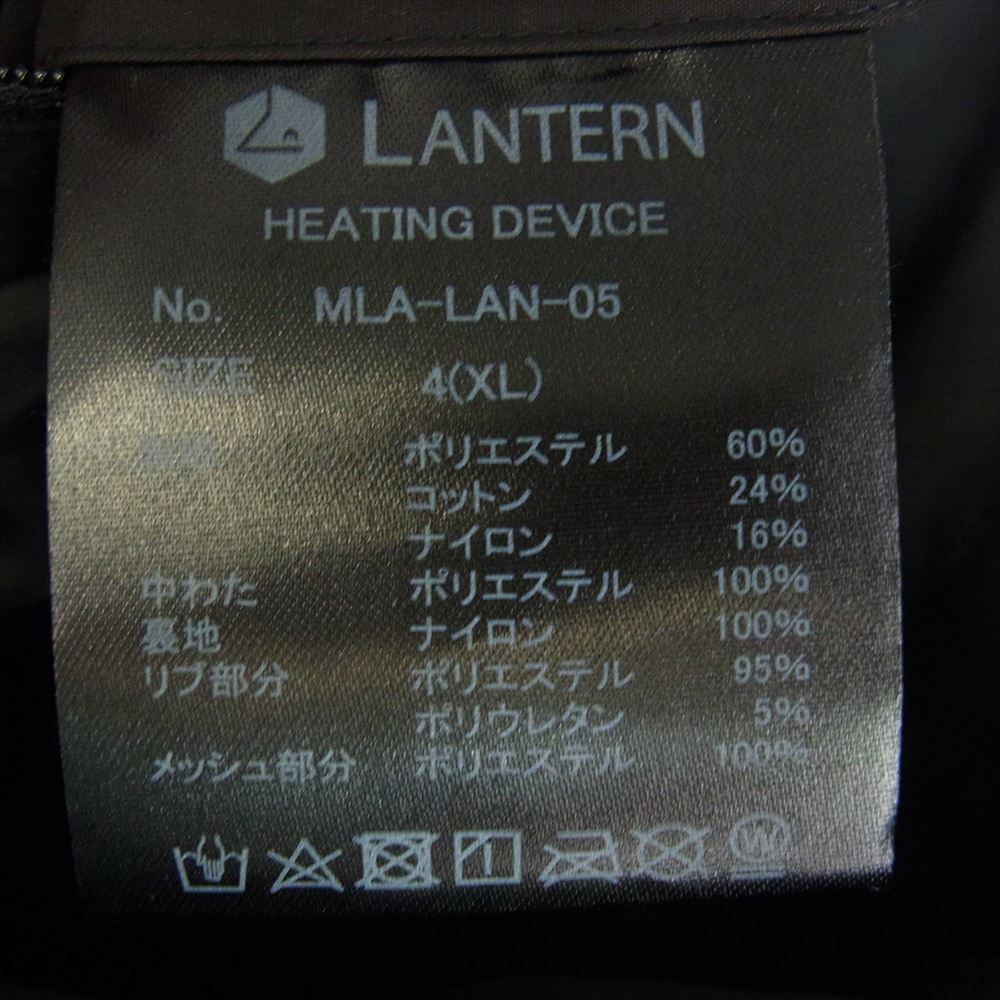 LANTERN
HEATING DEVICE
No. MLA-LAN-05
SIZE 4(XL)
ポリエステル 60%
コットン 24%
ナイロン 16%
中わた ポリエステル 100%
裏地 ナイロン 100%
リブ部分 ポリエステル 95%
ポリウレタン 5%
メッシュ部分 ポリエステル 100%
W